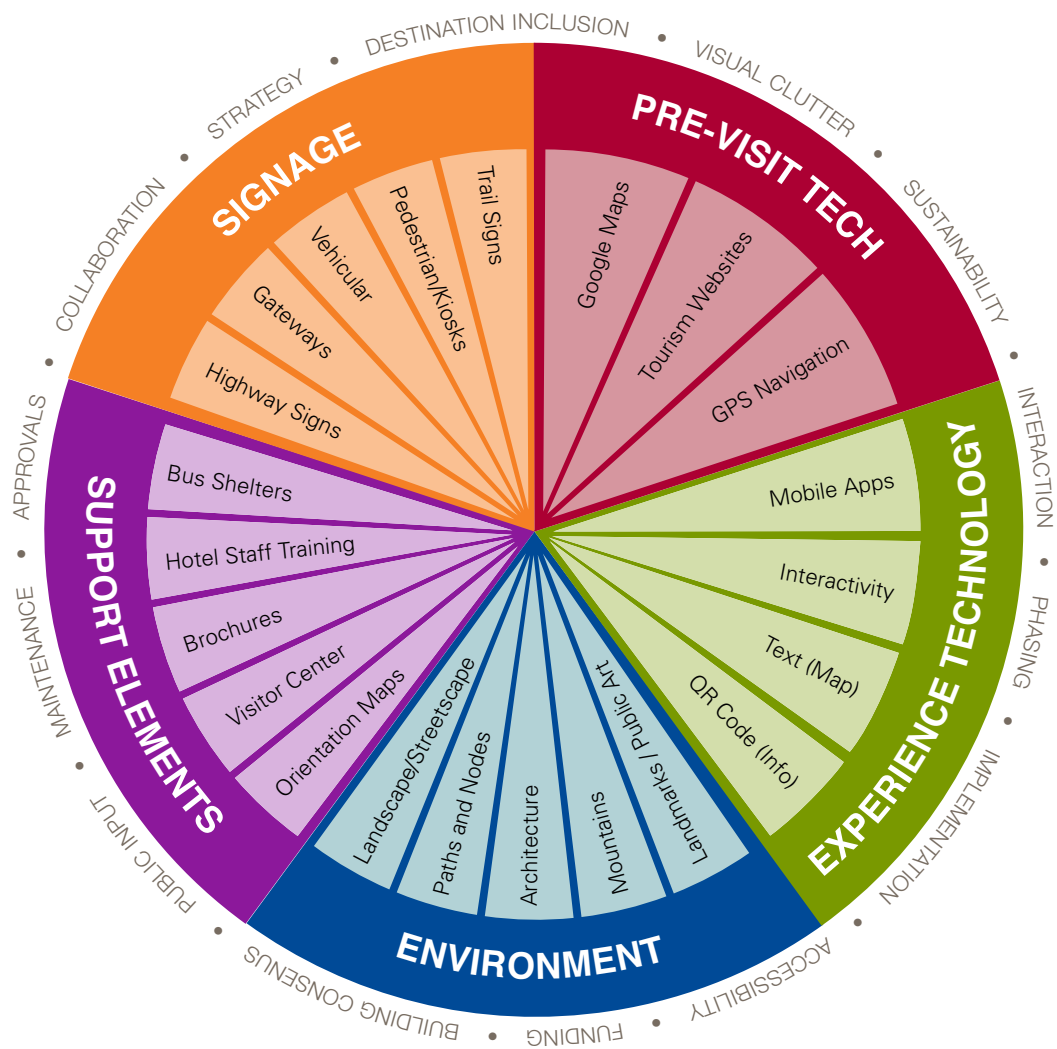 DESTINATION INCLUSION
•
VISUAL CLUTTER
•
SUSTAINABILITY
•
INTERACTION
•
PHASING
•
IMPLEMENTATION
•
ACCESSIBILITY
•
FUNDING
•
BUILDING CONSENUS
•
PUBLIC INPUT
•
MAINTENANCE
•
APPROVALS
•
COLLABORATION
•
STRATEGY
•
PRE-VISIT TECH
Google Maps
Tourism Websites
GPS Navigation
EXPERIENCE TECHNOLOGY
Mobile Apps
Interactivity
Text (Map)
QR Code (Info)
ENVIRONMENT
Landmarks / Public Art
Mountains
Architecture
Paths and Nodes
Landscape/Streetscape
SUPPORT ELEMENTS
Orientation Maps
Visitor Center
Brochures
Hotel Staff Training
Bus Shelters
SIGNAGE
Highway Signs
Gateways
Vehicular
Pedestrian/Kiosks
Trail Signs